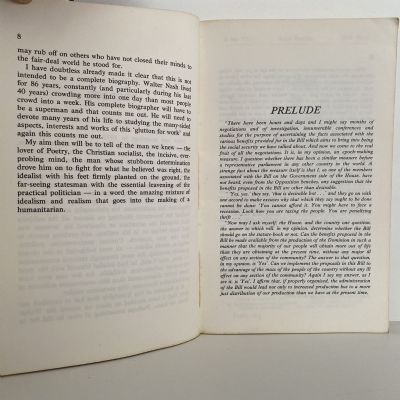 8
may rub off on others who have not closed their minds to
the fair-deal world he stood for.
I have doubtless already made it clear that this is not
intended to be a complete biography. Walter Nash lived
for 86 years, constantly (and particularly during his last
40 years) crowding more into one day than most people
crowd into a week. His complete biographer will have to
be a superman and that counts me out. He will need to
devote many years of his life to studying the many-sided
aspects, interests and works of this 'glutton for work' and
again this counts me out.
My aim then will be to tell of the man we knew — the
lover of Poetry, the Christian socialist, the incisive, ever-
probing mind, the man whose stubborn determination
drove him on to fight for what he believed was right, the
idealist with his feet firmly planted on the ground, the
far-seeing statesman with the essential learning of the
practical politician — in a word the amazing mixture of
idealism and realism that goes into the making of a
humanitarian.
PRELUDE
"There have been hours and days and I might say months of
negotiations and of investigation, innumerable conferences and
studies for the purpose of ascertaining the facts associated with the
various benefits provided for in the Bill and to bring into being the
social security we have talked about. And now we come to the real
fruit of all the negotiations. It is, in my opinion, an epoch-making
measure. I question whether there has been a similar measure before
a representative parliament in any other country in the world. A
strange fact about the measure itself is that I, as one of the members
associated with the Bill on the Government side of the House, have
not heard, even from the Opposition benches, any suggestion that the
benefits proposed in the Bill are other than desirable.
'Yes, yes,' they say, 'that is desirable but . . .' and they go on with
one accord to make excuses why that which they say ought to be done
cannot be done. 'You cannot afford it. You might have to face a
recession. Look how you are taxing the people. You are penalizing
thrift . . .'
"Now may I ask myself, the House, and the country one question,
the answer to which will, in my opinion, determine whether the Bill
should go on the statute-book or not. Can the benefits proposed in the
Bill be made available from the production of the Dominion in such a
manner that the majority of our people will obtain more out of life
than they are obtaining at the present time, without any major ill
effect on any section of the community? The answer to that question,
in my opinion, is 'Yes'. Can we implement the proposals in this Bill
to the advantage of the mass of the people of the country without any ill
effect on any section of the community? Again I say my answer, as I
see it, is 'Yes'. I affirm that, if properly organized, the administration
of the Bill would lead not only to increased production but to a more
just distribution of our production than we have at the present time.